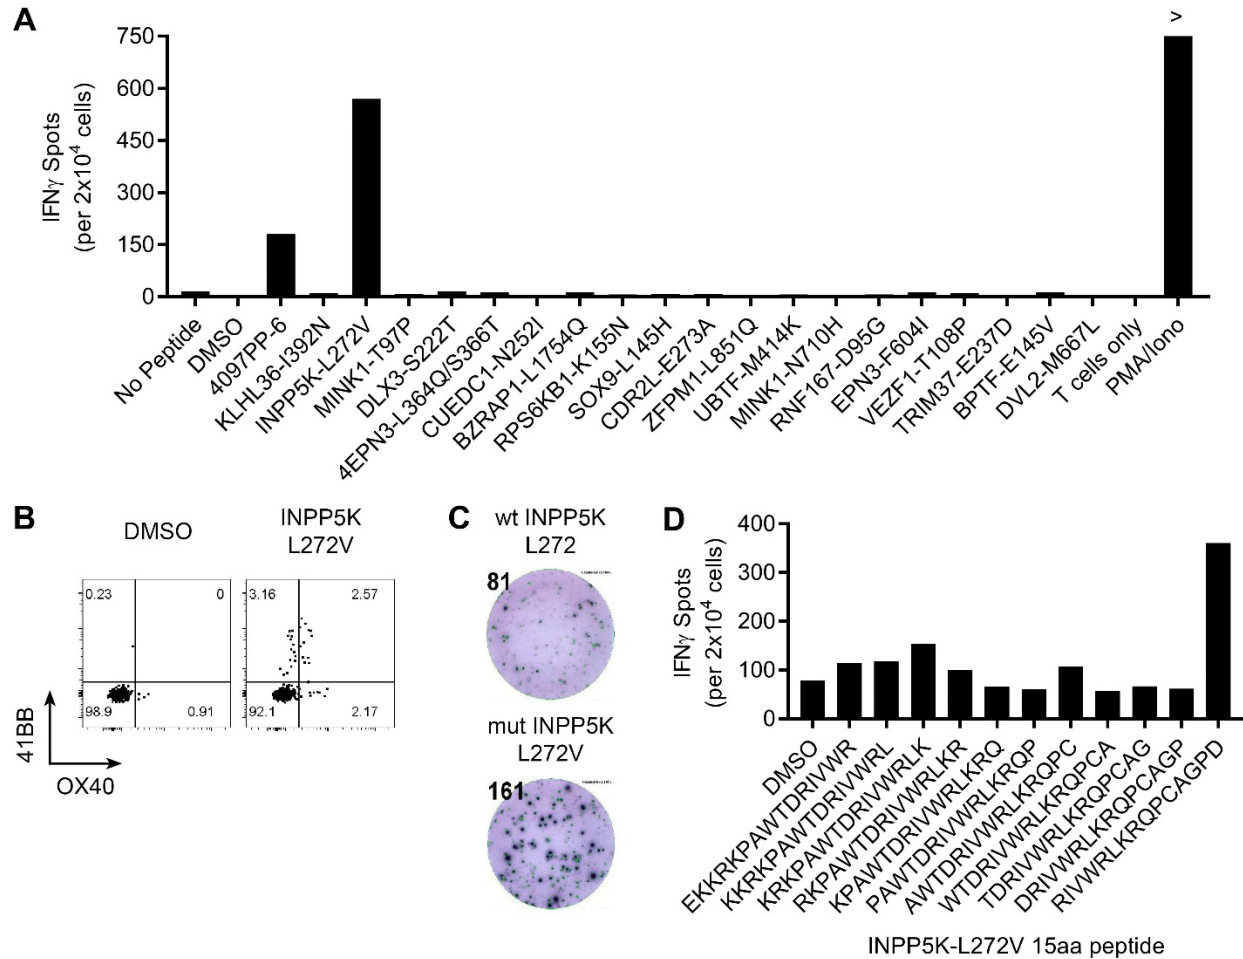 A
>
750
600
450
300
150
0
IFNγ Spots
(per 2x10⁴ cells)
No Peptide
DMSO
4097PP-6
KLHL36-I392N
INPP5K-L272V
MINK1-T97P
DLX3-S222T
4EPN3-L364Q/S366T
CUEDC1-N252I
BZRAP1-L1754Q
RPS6KB1-K155N
SOX9-L145H
CDR2L-E273A
ZFPM1-L851Q
UBTF-M414K
MINK1-N710H
RNF167-D95G
EPN3-F604I
VEZF1-T108P
TRIM37-E237D
BPTF-E145V
DVL2-M667L
T cells only
PMA/Iono
B
DMSO
INPP5K
L272V
0.23
0
98.9
0.91
3.16
2.57
92.1
2.17
41BB
OX40
C
wt INPP5K
L272
81
mut INPP5K
L272V
161
D
400
300
200
100
0
IFNγ Spots
(per 2x10⁴ cells)
DMSO
EKKRKPAWTDRIVWR
KKRKPAWTDRIVWRL
KRKPAWTDRIVWRLK
RKPAWTDRIVWRLKR
KPAWTDRIVWRLKRQ
PAWTDRIVWRLKRQP
AWTDRIVWRLKRQPC
WTDRIVWRLKRQPCA
TDRIVWRLKRQPCAG
DRIVWRLKRQPCAGP
RIVWRLKRQPCAGPD
INPP5K-L272V 15aa peptide